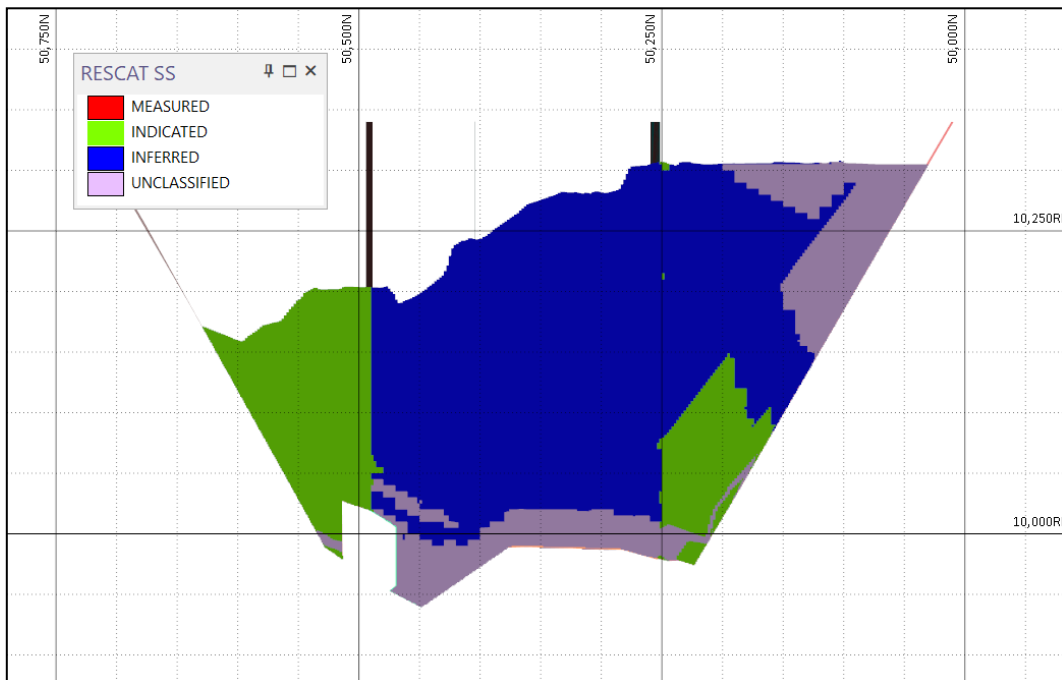 50,750N
50,500N
50,250N
50,000N
RESCAT SS
MEASURED
INDICATED
INFERRED
UNCLASSIFIED
10,250R
10,000R